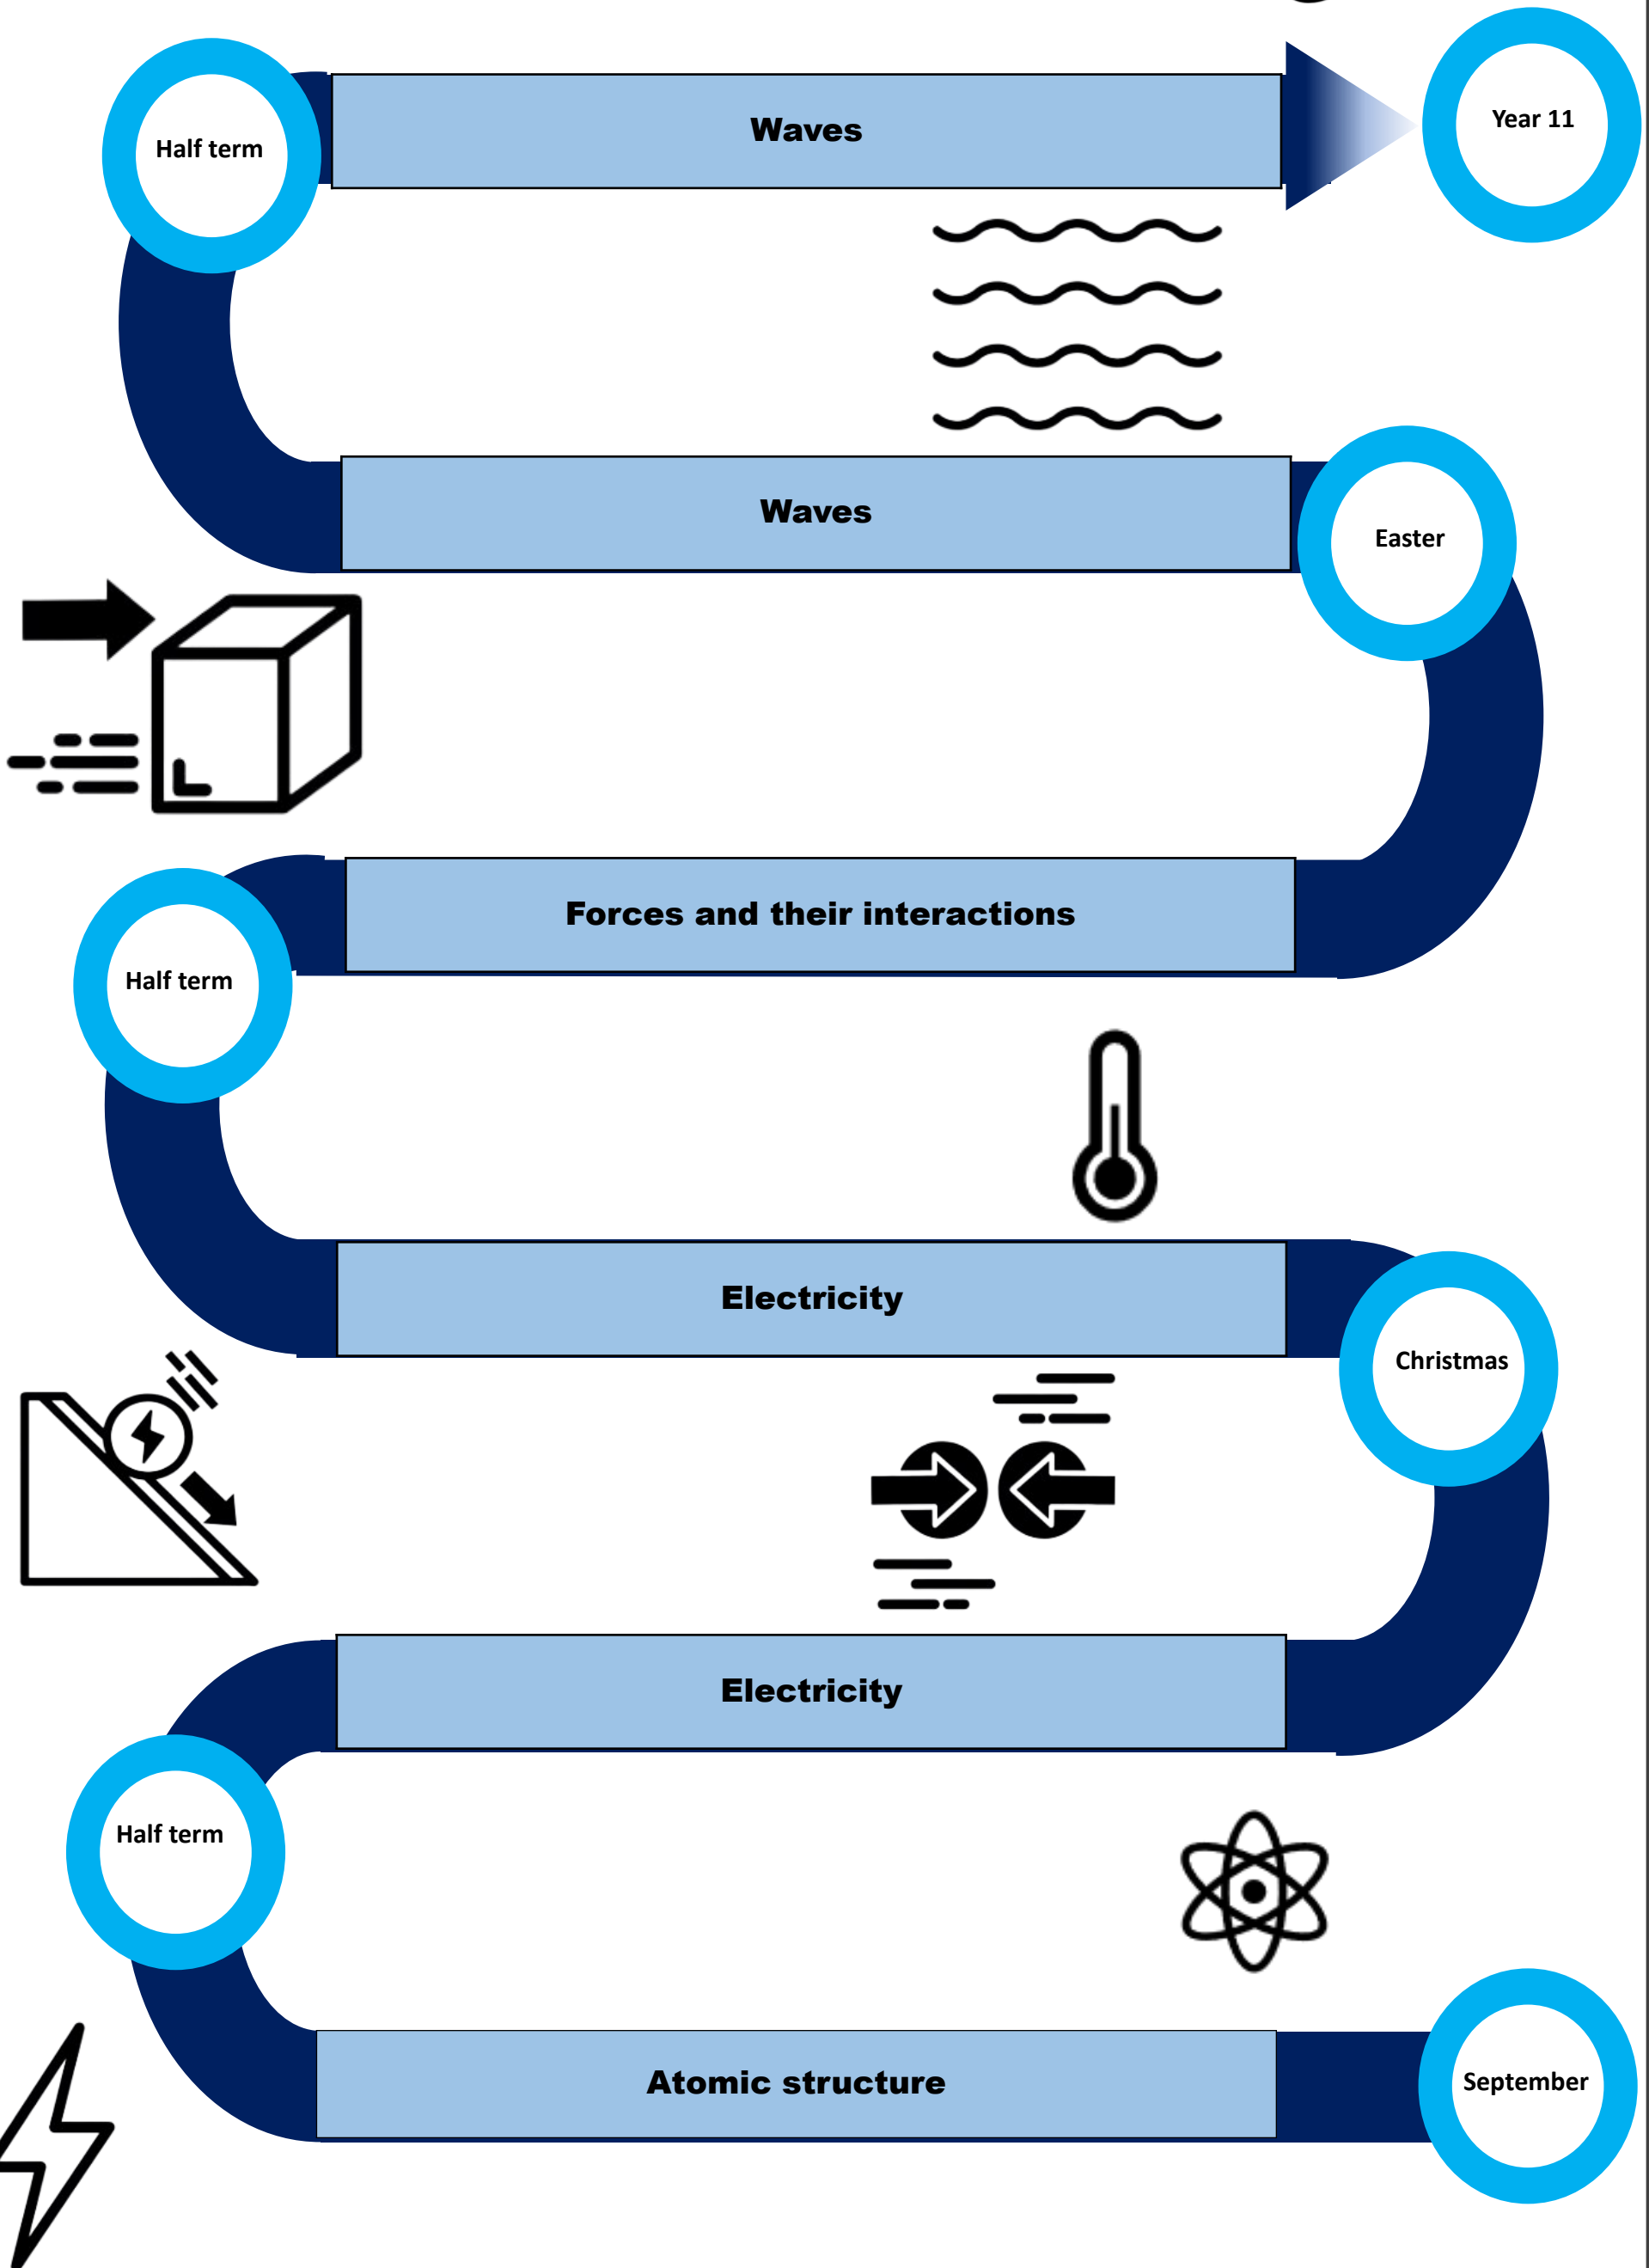 Half term
Waves
Year 11
Waves
Easter
Forces and their interactions
Half term
Electricity
Christmas
Electricity
Half term
Atomic structure
September